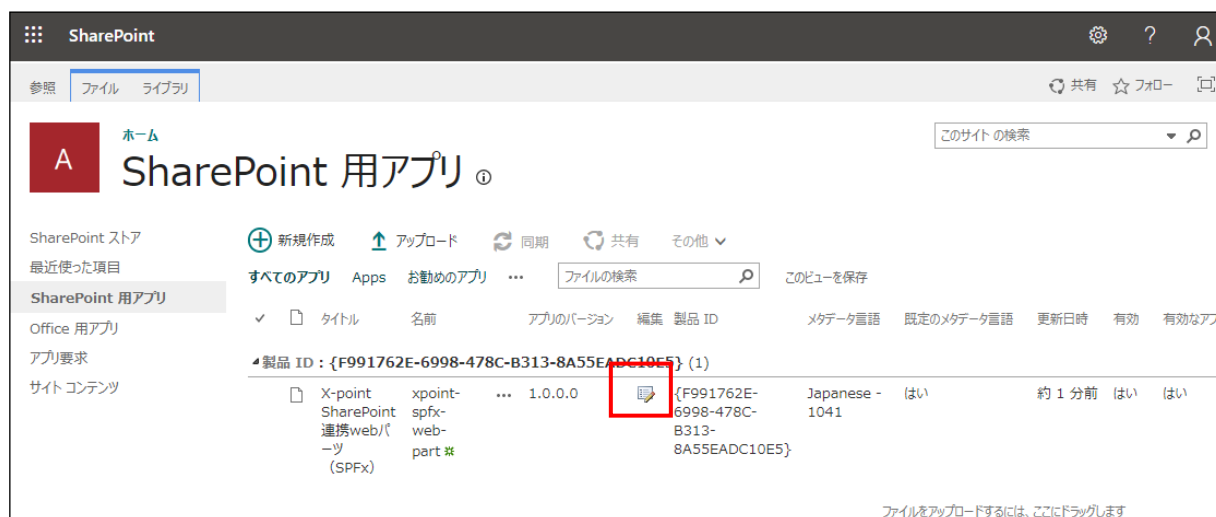 SharePoint
参照 ファイル ライブラリ 共有 フォロー
ホーム
このサイト の検索
A
SharePoint 用アプリ
SharePoint ストア
最近使った項目
SharePoint 用アプリ
Office 用アプリ
アプリ要求
サイト コンテンツ
新規作成 アップロード 同期 共有 その他
すべてのアプリ Apps お勧めのアプリ ... ファイルの検索 このビューを保存
タイトル 名前 アプリのバージョン 編集 製品 ID メタデータ言語 既定のメタデータ言語 更新日時 有効 有効なアプ
製品 ID : {F991762E-6998-478C-B313-8A55EADC10E5} (1)
X-point xpoint- ... 1.0.0.0 {F991762E- Japanese - はい 約 1 分前 はい はい
SharePoint spfx- 6998-478C- 1041
連携webパ web- B313-
ーツ part 8A55EADC10E5}
（SPFx）
ファイルをアップロードするには、ここにドラッグします